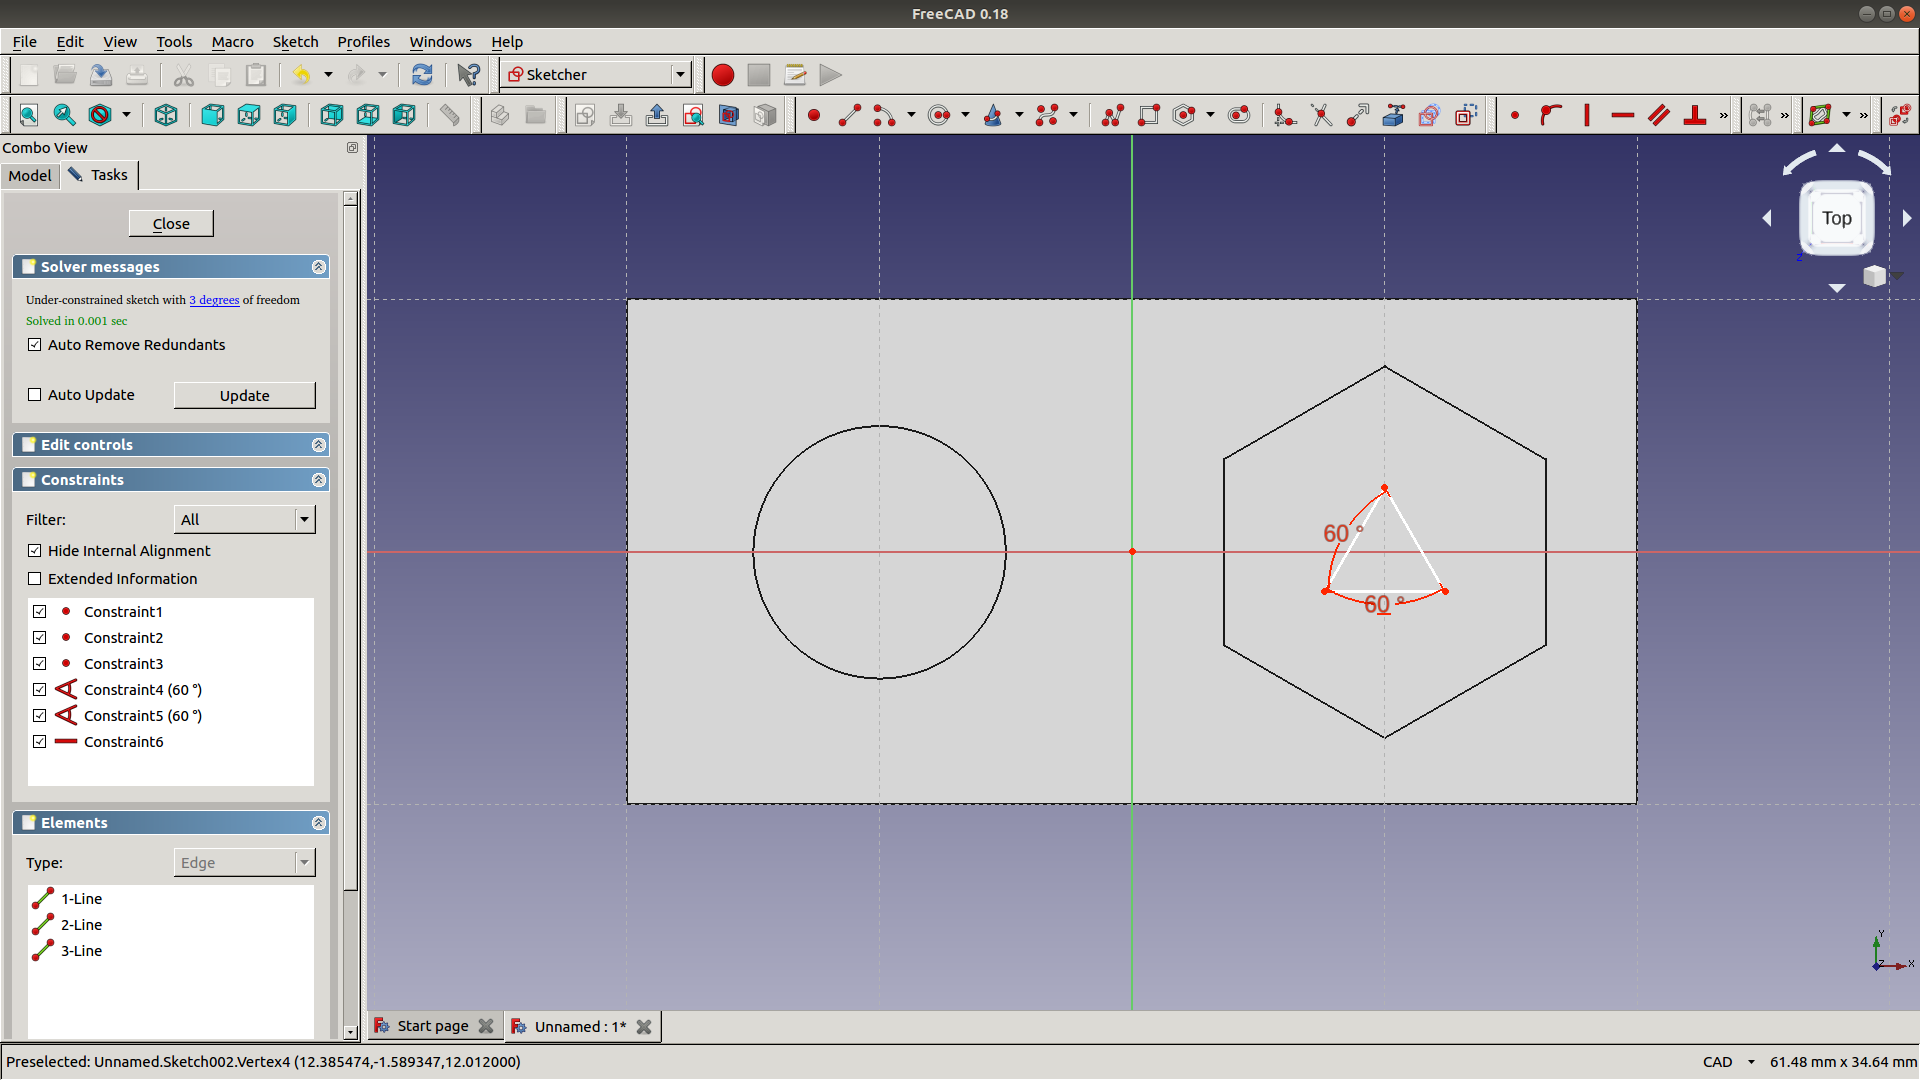 FreeCAD 0.18
File Edit View Tools Macro Sketch Profiles Windows Help
Sketcher
Combo View
Model Tasks
Close
Solver messages
Under-constrained sketch with 3 degrees of freedom
Solved in 0.001 sec
Auto Remove Redundants
Auto Update Update
Edit controls
Constraints
Filter: All
Hide Internal Alignment
Extended Information
Constraint1
Constraint2
Constraint3
Constraint4 (60 °)
Constraint5 (60 °)
Constraint6
Elements
Type: Edge
1-Line
2-Line
3-Line
Top
Z
60 °
60 °
Y
Z X
Start page Unnamed : 1*
Preselected: Unnamed.Sketch002.Vertex4 (12.385474,-1.589347,12.012000) CAD 61.48 mm x 34.64 mm